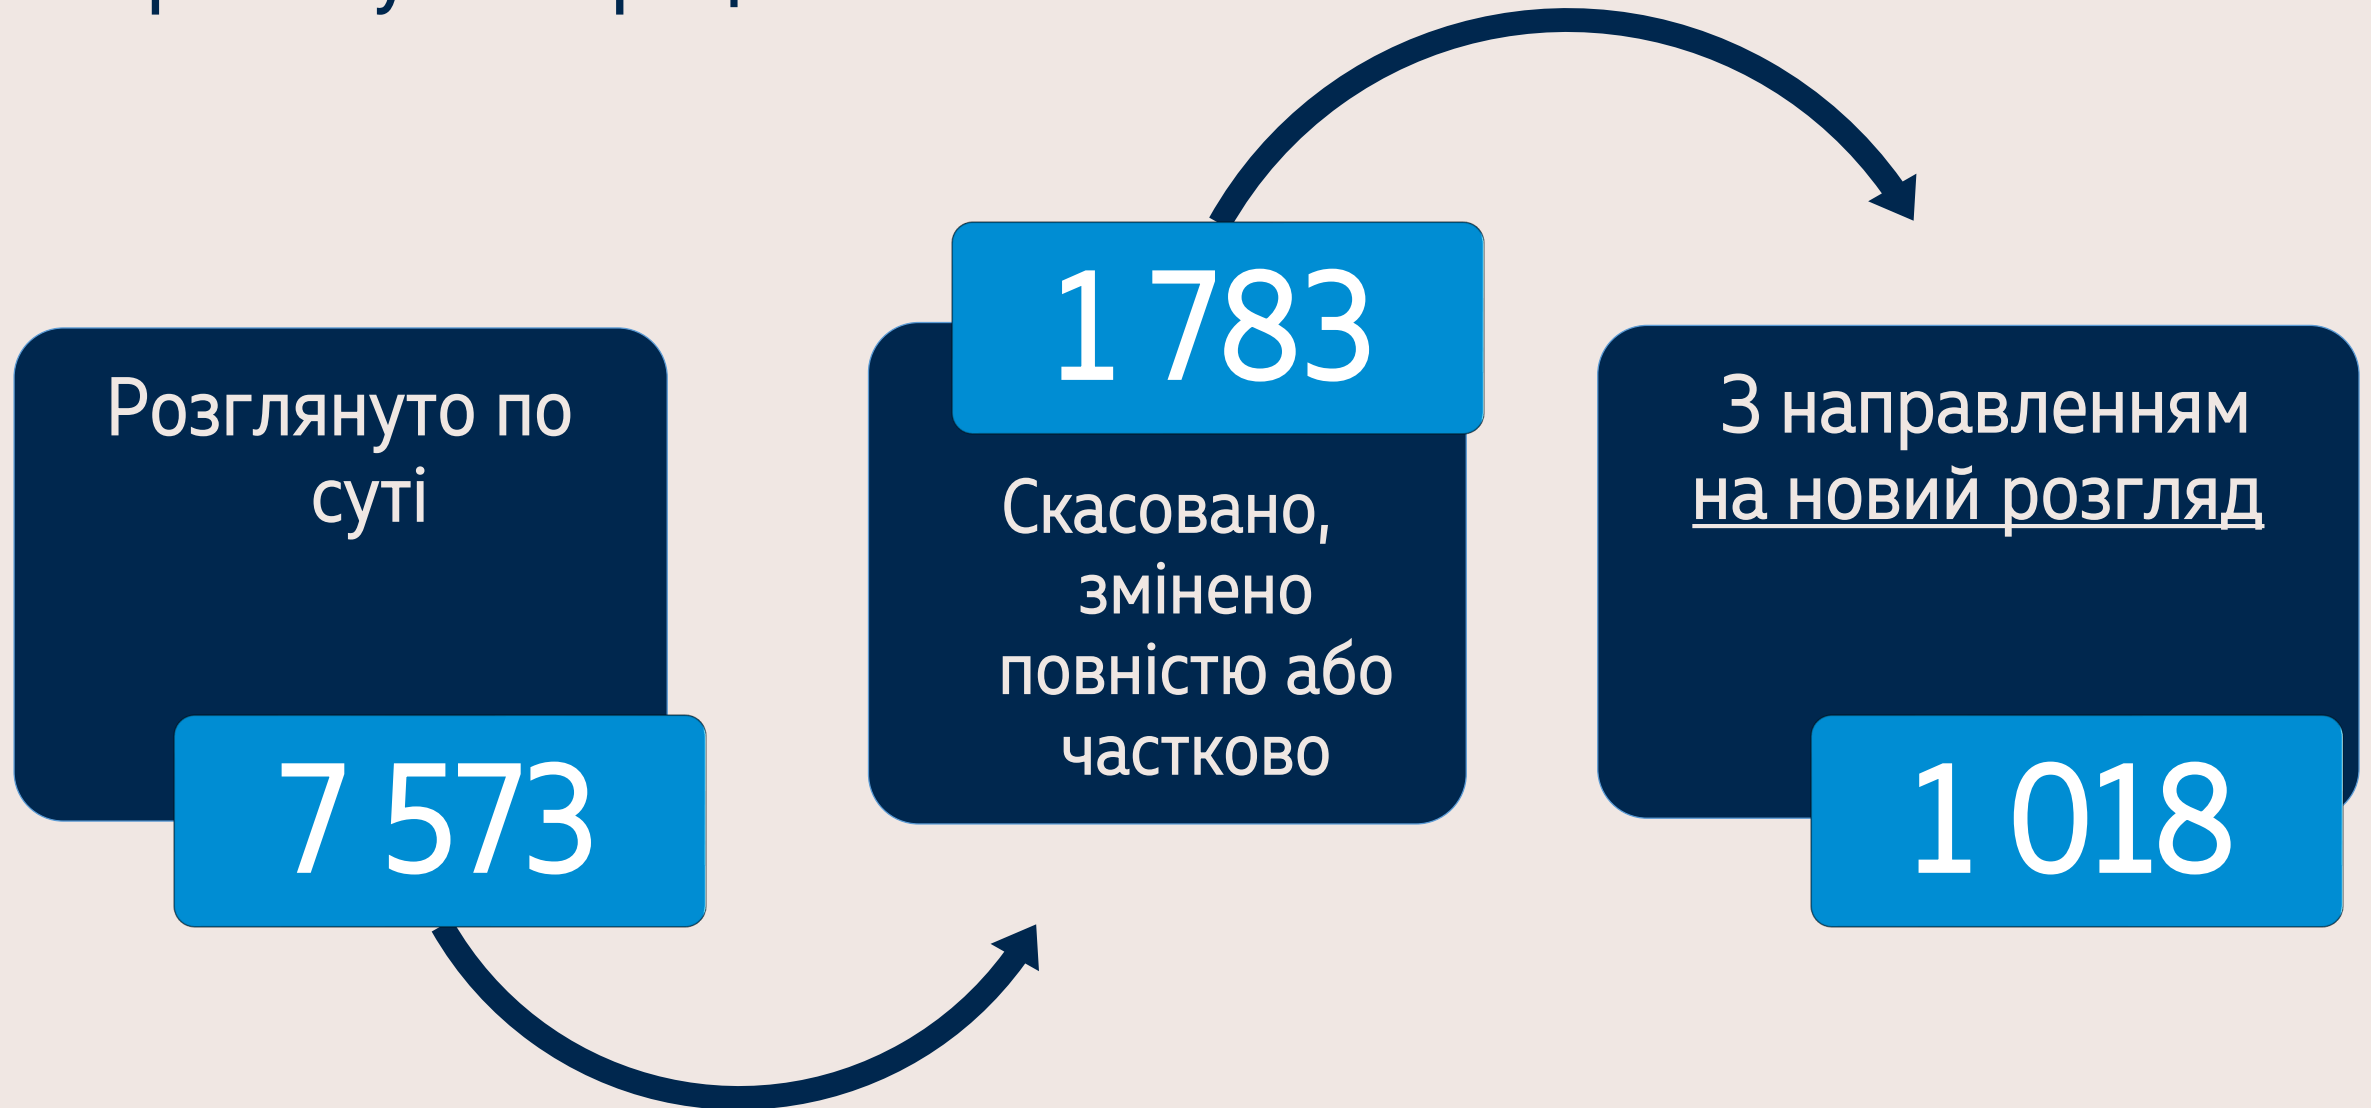 Розглянуто по
суті
7 573
1 783
Скасовано,
змінено
повністю або
частково
З направленням
на новий розгляд
1 018